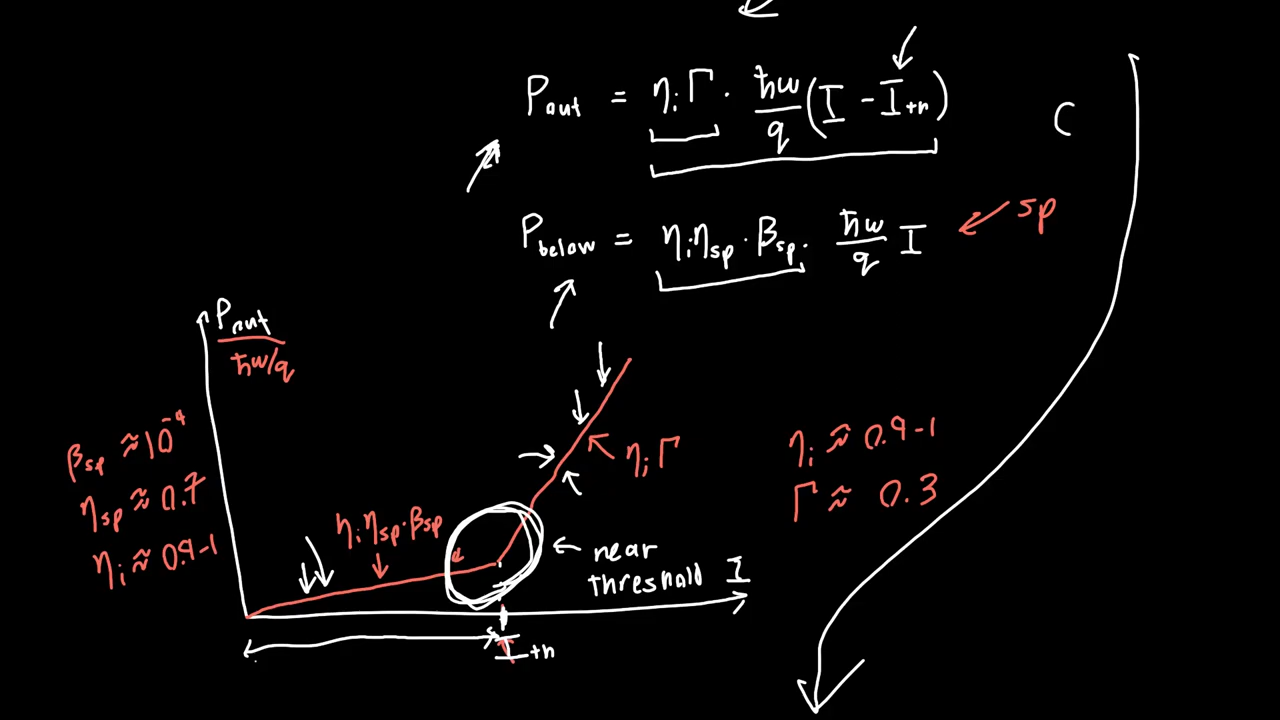 P_out = η_i Γ · ħω/q (I - I_th)
C
P_below = η_i η_sp · β_sp · ħω/q I
sp
P_out / ħω/q
β_sp ≈ 10^-4
η_sp ≈ 0.7
η_i ≈ 0.9-1
η_i η_sp · β_sp
η_i Γ
η_i ≈ 0.9-1
Γ ≈ 0.3
near
threshold
I
I_th